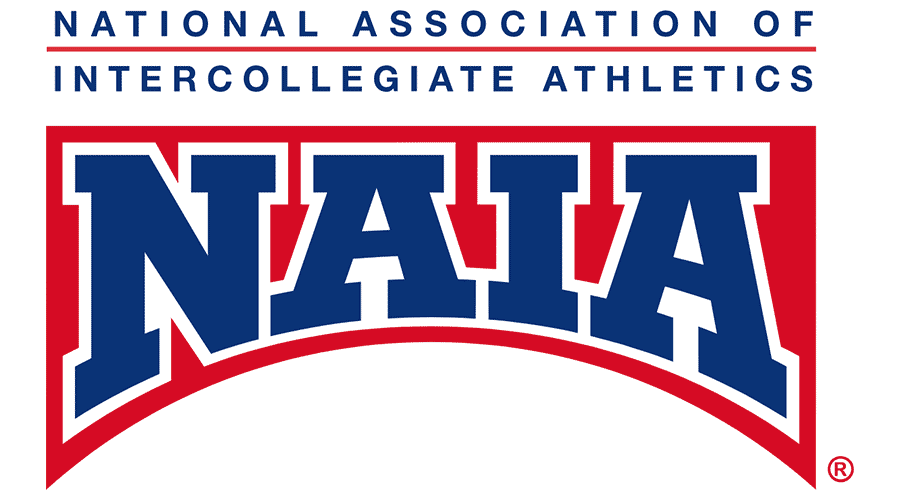 NATIONAL ASSOCIATION OF
INTERCOLLEGIATE ATHLETICS
NAIA
®